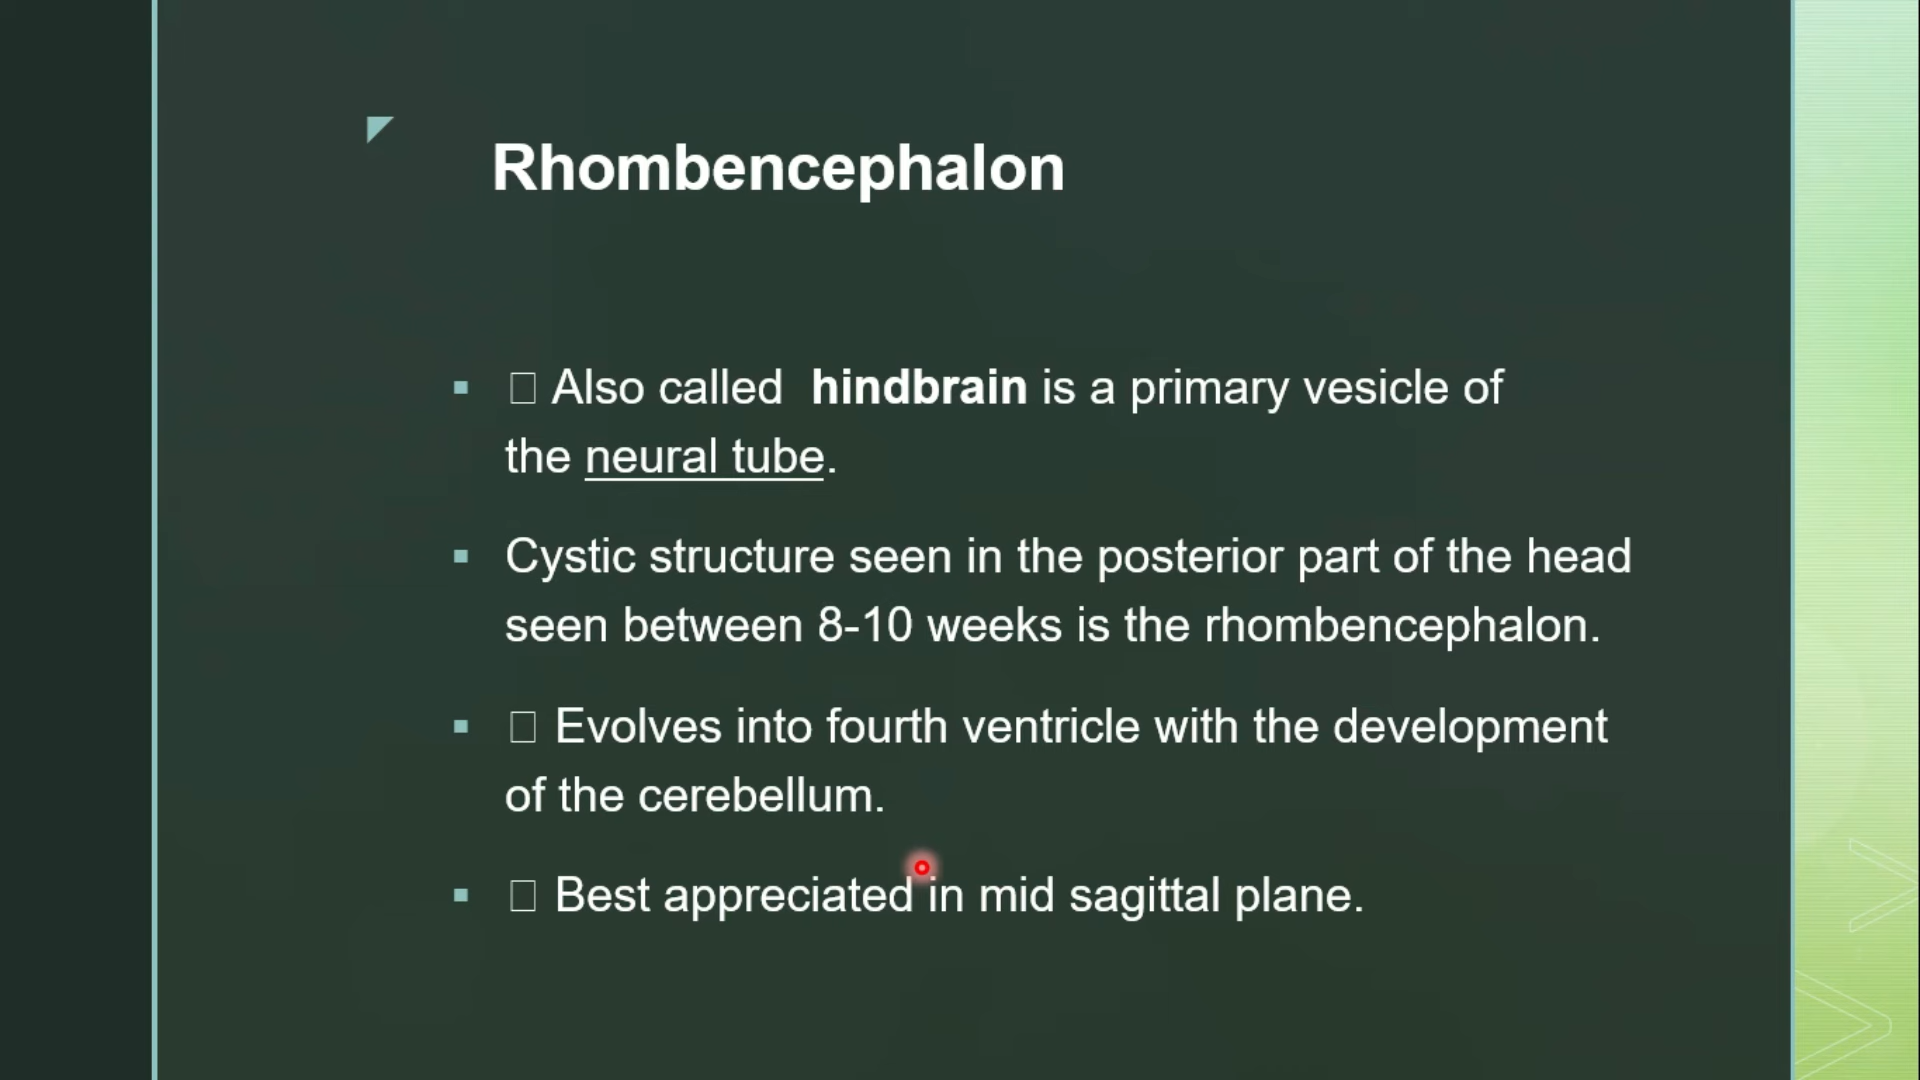 Rhombencephalon
▪ □ Also called  hindbrain is a primary vesicle of
the neural tube.
▪ Cystic structure seen in the posterior part of the head
seen between 8-10 weeks is the rhombencephalon.
▪ □ Evolves into fourth ventricle with the development
of the cerebellum.
▪ □ Best appreciated in mid sagittal plane.